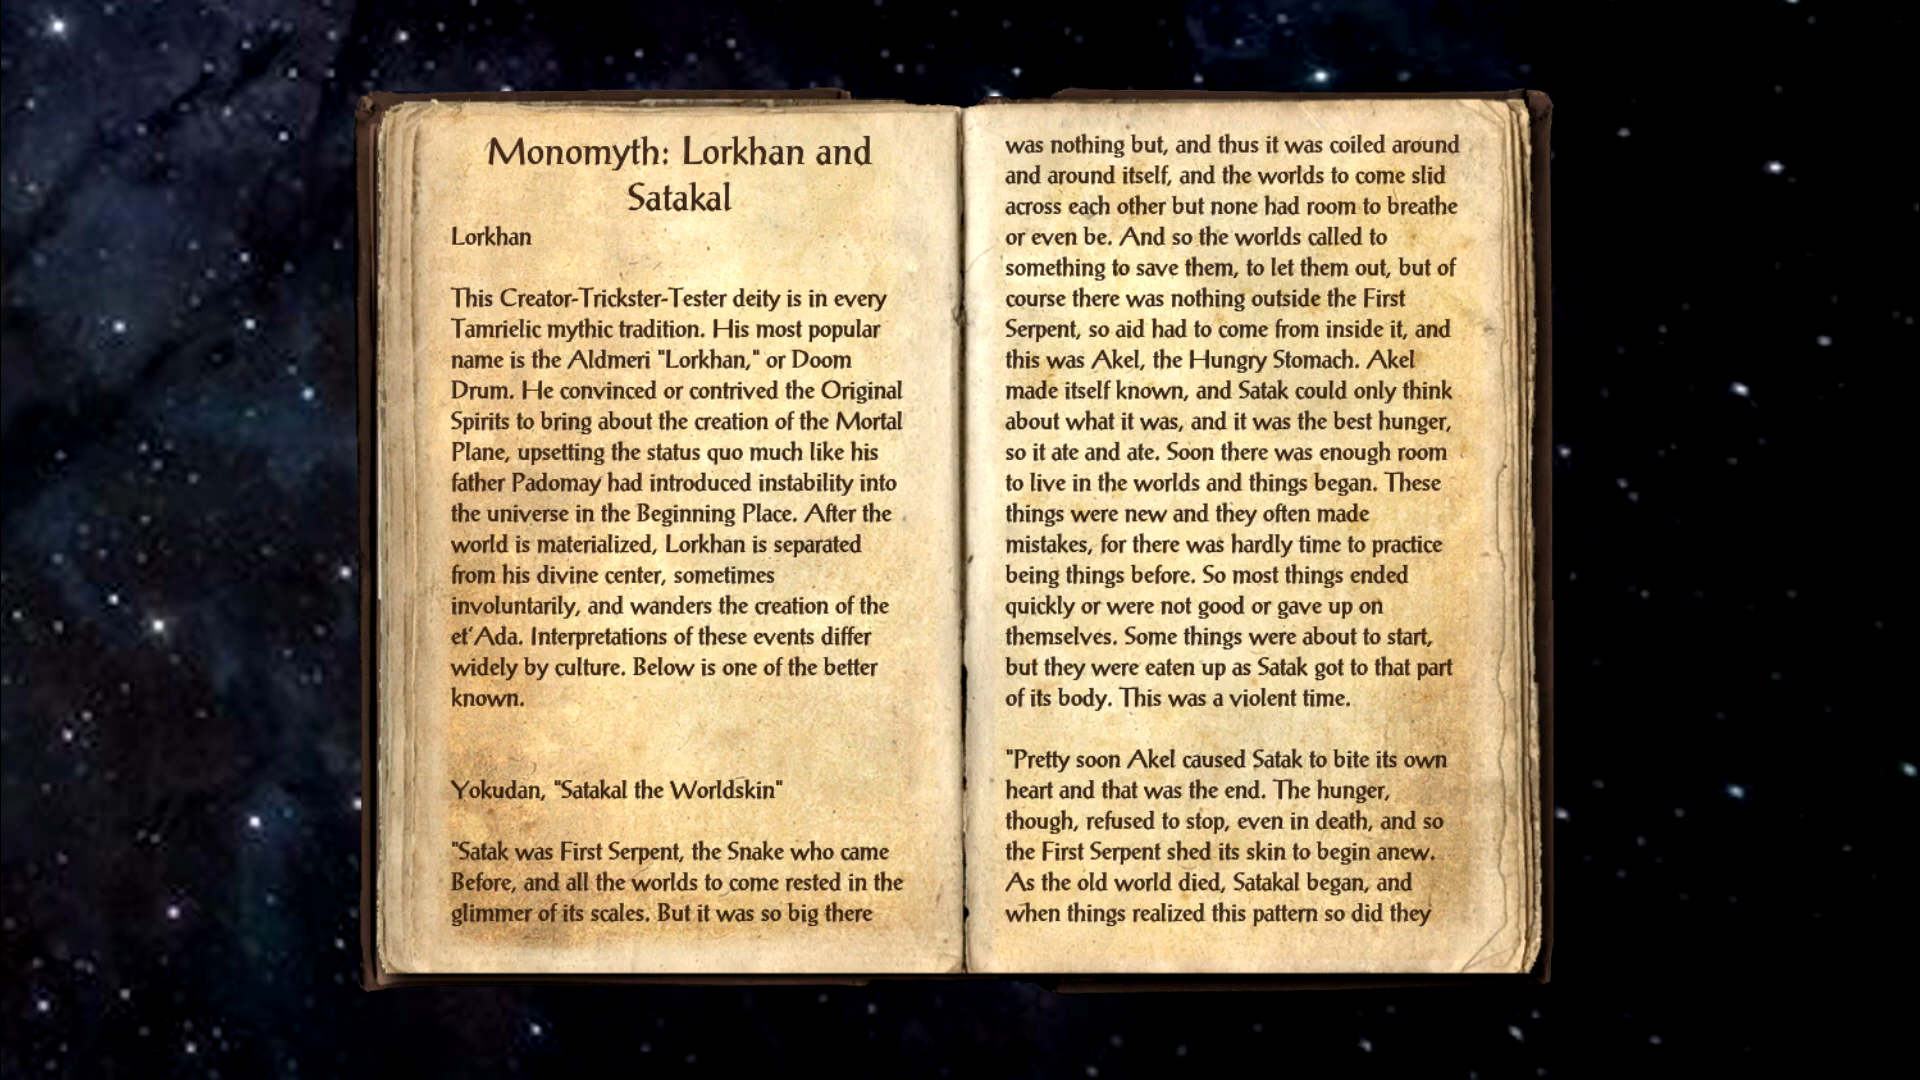 Monomyth: Lorkhan and
Satakal
Lorkhan
This Creator-Trickster-Tester deity is in every
Tamrielic mythic tradition. His most popular
name is the Aldmeri "Lorkhan," or Doom
Drum. He convinced or contrived the Original
Spirits to bring about the creation of the Mortal
Plane, upsetting the status quo much like his
father Padomay had introduced instability into
the universe in the Beginning Place. After the
world is materialized, Lorkhan is separated
from his divine center, sometimes
involuntarily, and wanders the creation of the
et'Ada. Interpretations of these events differ
widely by culture. Below is one of the better
known.
Yokudan, "Satakal the Worldskin"
"Satak was First Serpent, the Snake who came
Before, and all the worlds to come rested in the
glimmer of its scales. But it was so big there
was nothing but, and thus it was coiled around
and around itself, and the worlds to come slid
across each other but none had room to breathe
or even be. And so the worlds called to
something to save them, to let them out, but of
course there was nothing outside the First
Serpent, so aid had to come from inside it, and
this was Akel, the Hungry Stomach. Akel
made itself known, and Satak could only think
about what it was, and it was the best hunger,
so it ate and ate. Soon there was enough room
to live in the worlds and things began. These
things were new and they often made
mistakes, for there was hardly time to practice
being things before. So most things ended
quickly or were not good or gave up on
themselves. Some things were about to start,
but they were eaten up as Satak got to that part
of its body. This was a violent time.
"Pretty soon Akel caused Satak to bite its own
heart and that was the end. The hunger,
though, refused to stop, even in death, and so
the First Serpent shed its skin to begin anew.
As the old world died, Satakal began, and
when things realized this pattern so did they